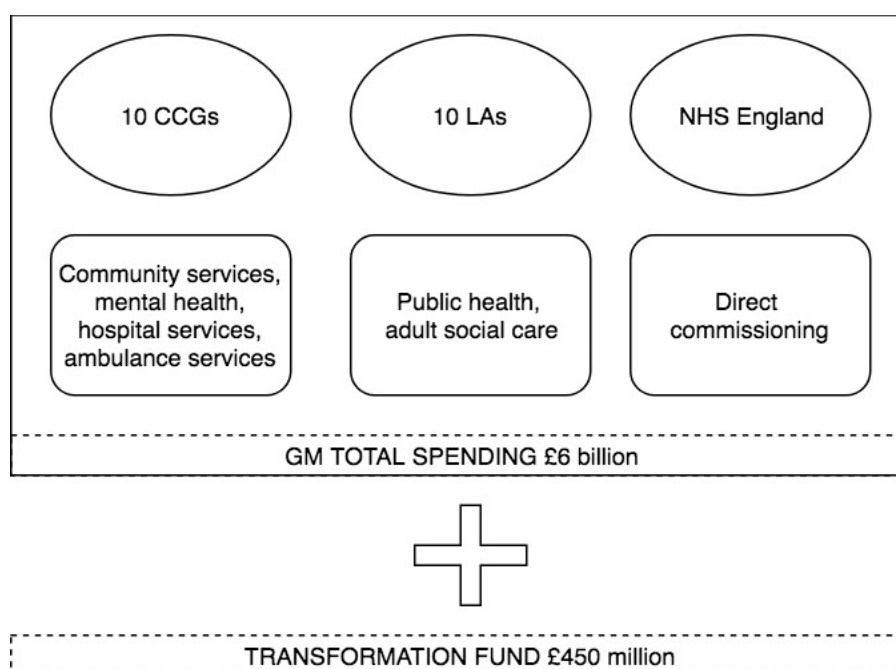 10 CCGs
10 LAs
NHS England
Community services,
mental health,
hospital services,
ambulance services
Public health,
adult social care
Direct
commissioning
GM TOTAL SPENDING £6 billion
TRANSFORMATION FUND £450 million